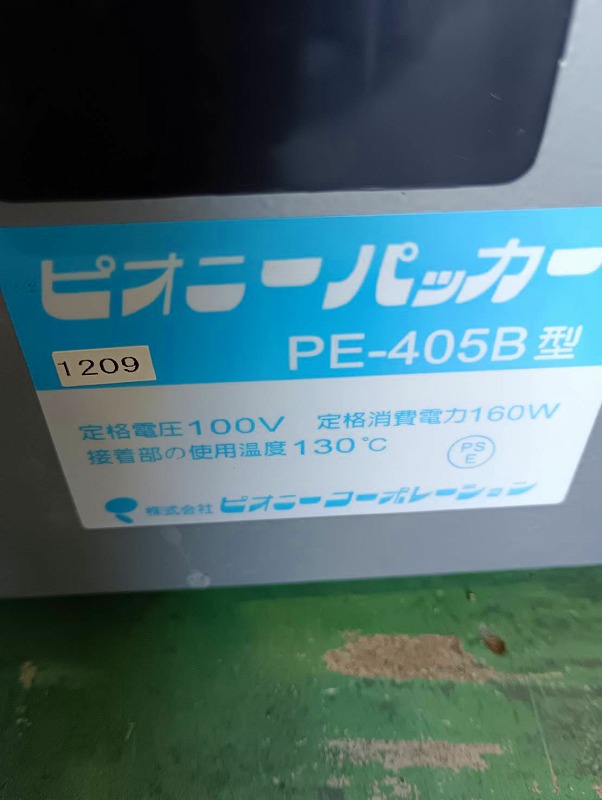 ピオニーパッカー
PE-405B型
1209
定格電圧100V 定格消費電力160W
接着部の使用温度130℃
PS
E
株式会社 ピオニーコーポレーション